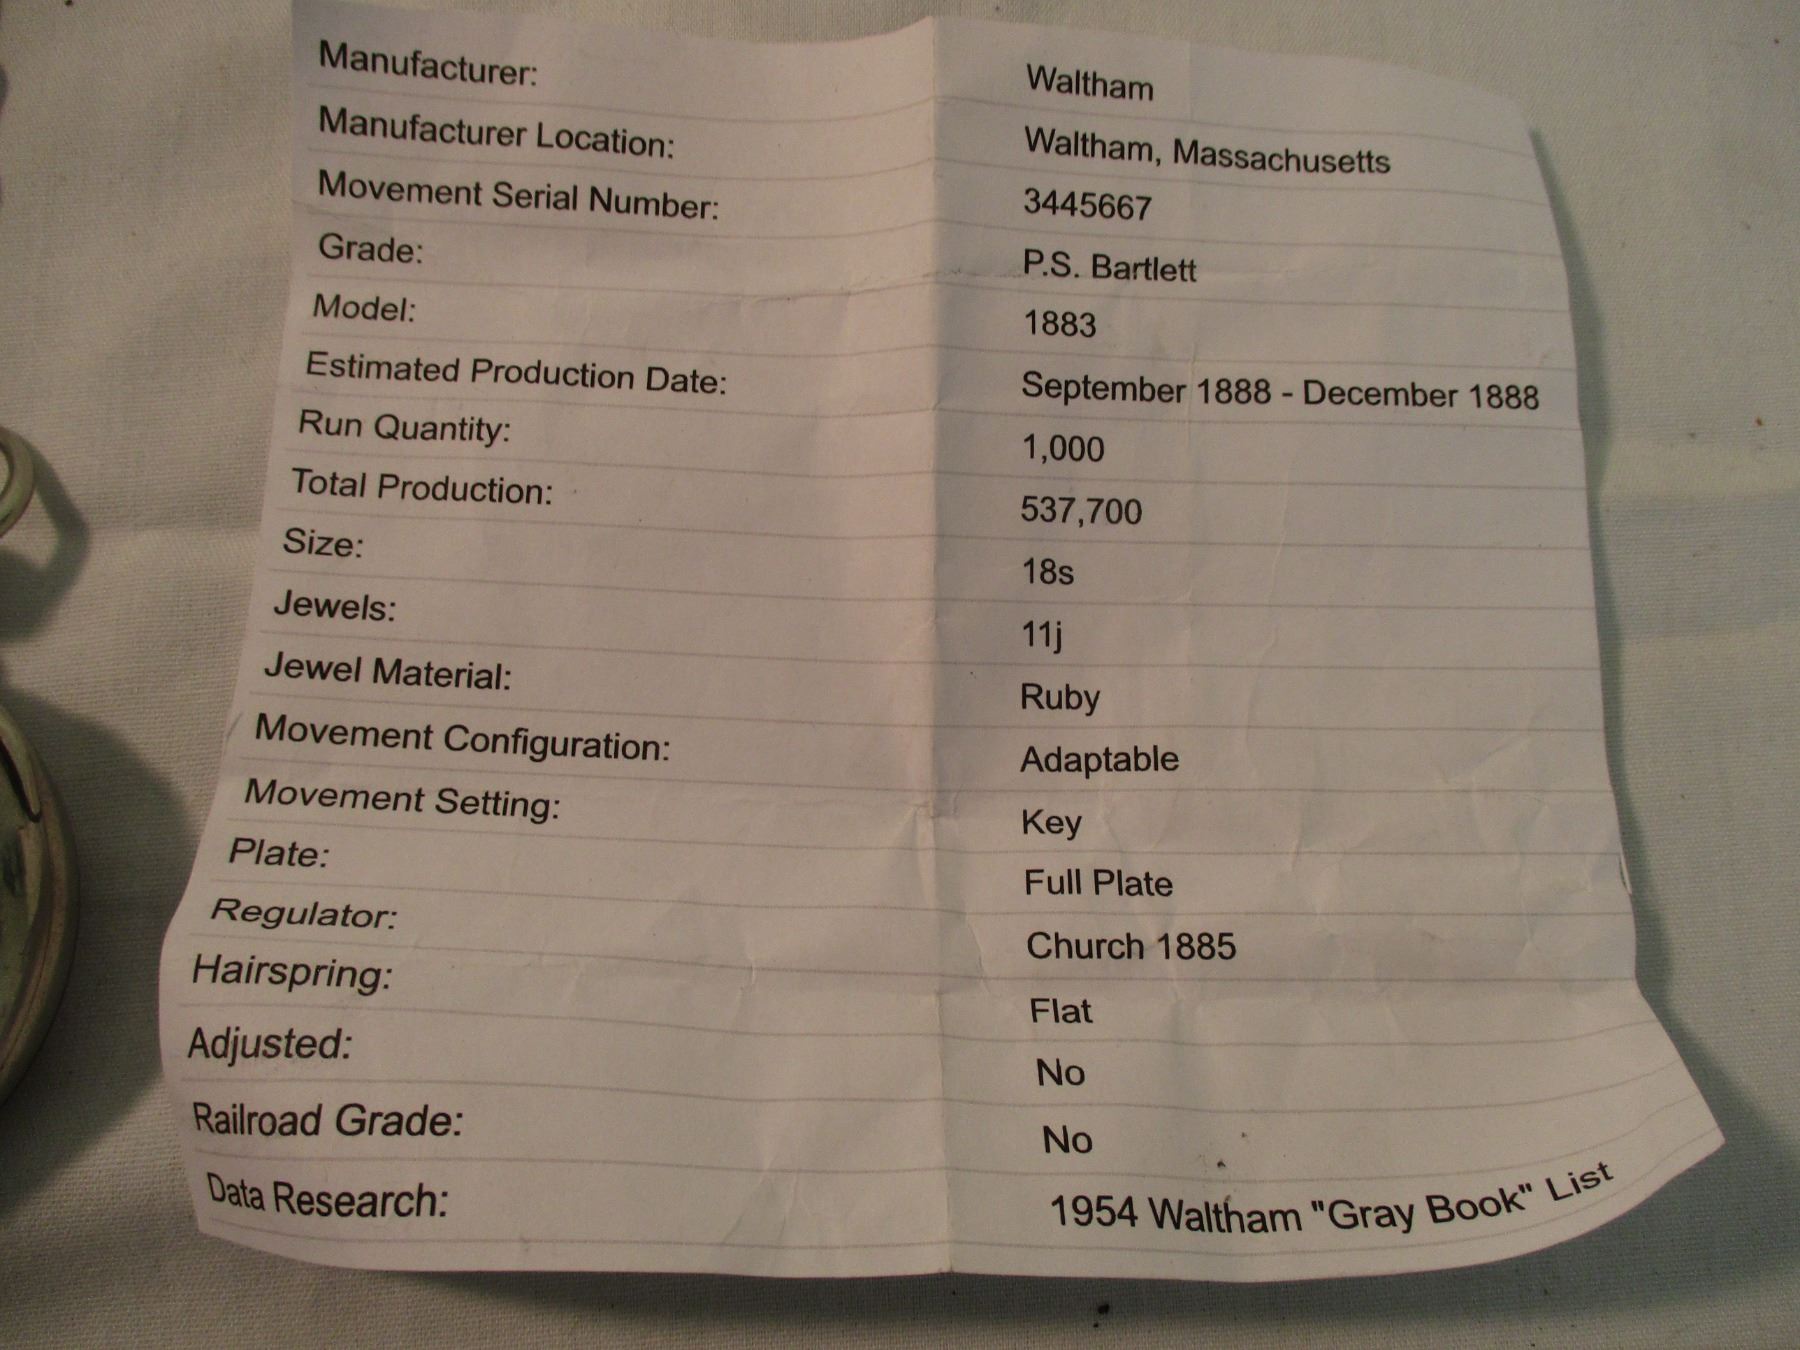 Manufacturer: Waltham
Manufacturer Location: Waltham, Massachusetts
Movement Serial Number: 3445667
Grade: P.S. Bartlett
Model: 1883
Estimated Production Date: September 1888 - December 1888
Run Quantity: 1,000
Total Production: 537,700
Size: 18s
Jewels: 11j
Jewel Material: Ruby
Movement Configuration: Adaptable
Movement Setting: Key
Plate: Full Plate
Regulator: Church 1885
Hairspring: Flat
Adjusted: No
Railroad Grade: No
Data Research: 1954 Waltham "Gray Book" List